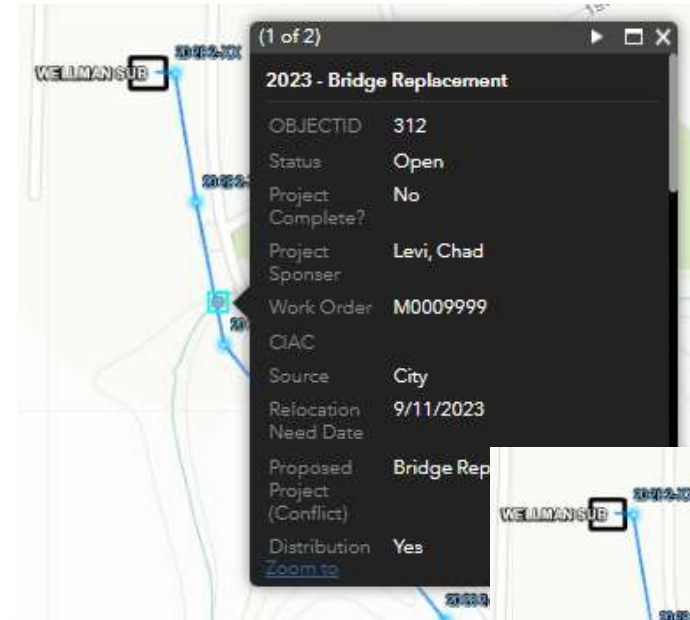 (1 of 2)
WELLMAN SUB
2023 - Bridge Replacement
OBJECTID 312
Status Open
Project Complete? No
Project Sponser Levi, Chad
Work Order M0009999
CIAC
Source City
Relocation Need Date 9/11/2023
Proposed Project (Conflict) Bridge Rep
Distribution Yes
Zoom to
WELLMAN SUB